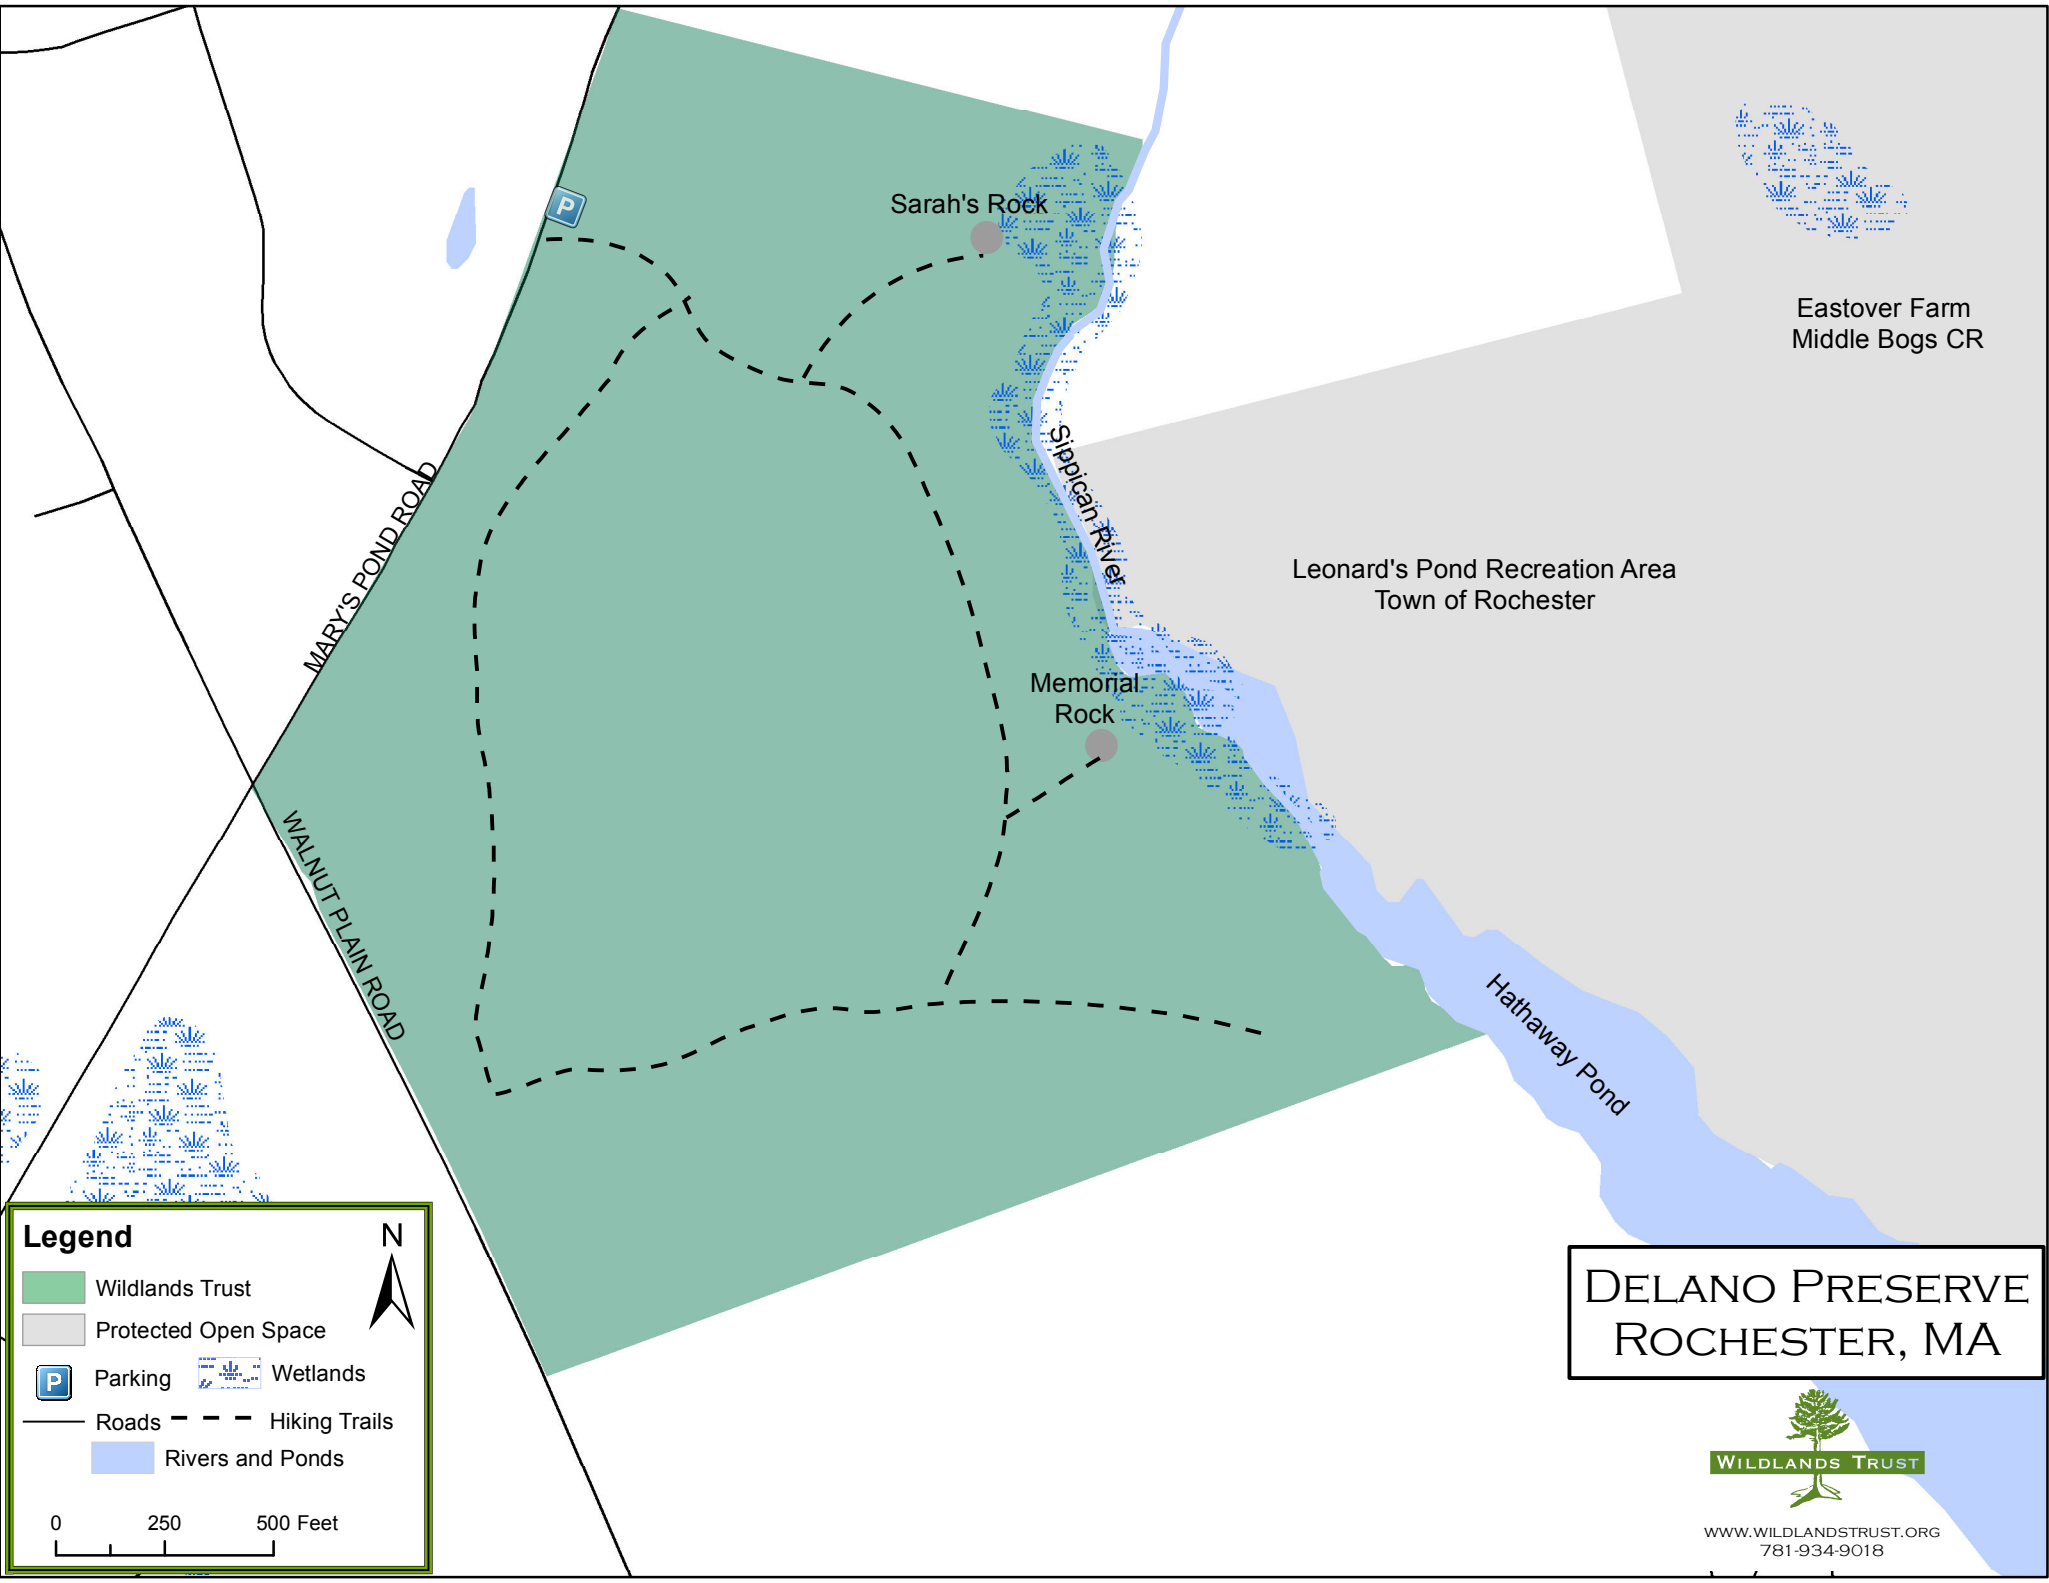 P
Sarah's Rock
Eastover Farm
Middle Bogs CR
MARY'S POND ROAD
Sippican River
Leonard's Pond Recreation Area
Town of Rochester
Memorial
Rock
WALNUT PLAIN ROAD
Hathaway Pond
Legend
N
Wildlands Trust
Protected Open Space
P Parking Wetlands
Roads Hiking Trails
Rivers and Ponds
0 250 500 Feet
DELANO PRESERVE
ROCHESTER, MA
WILDLANDS TRUST
WWW.WILDLANDSTRUST.ORG
781-934-9018